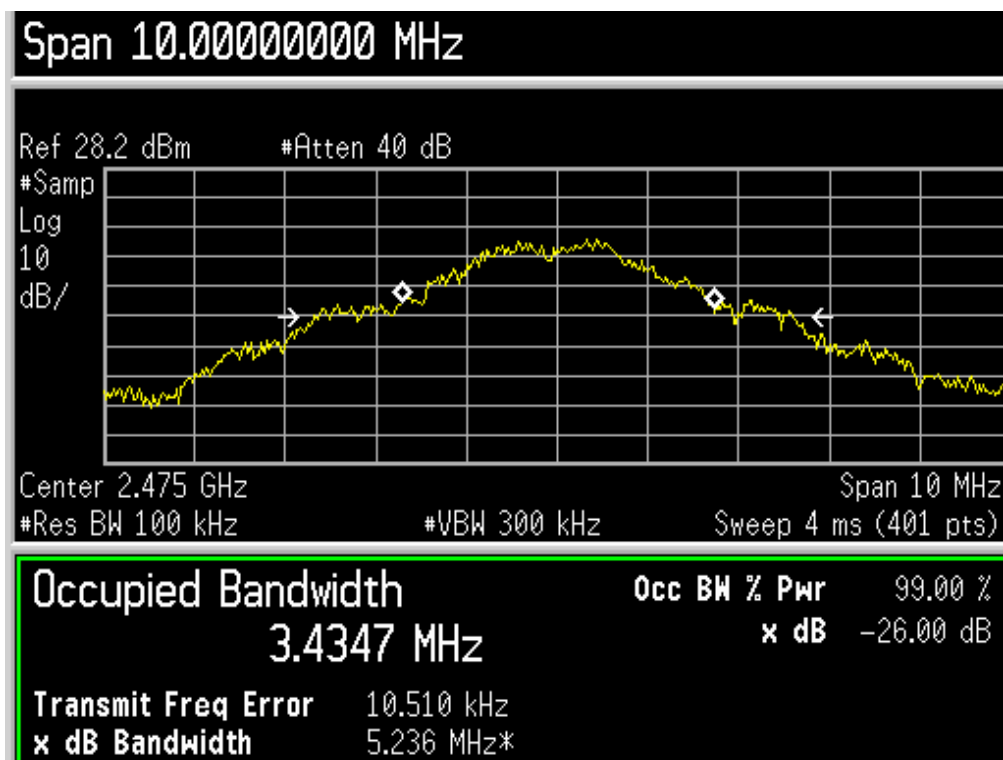 Span 10.00000000 MHz
Ref 28.2 dBm #Atten 40 dB
#Samp
Log
10
dB/
Center 2.475 GHz Span 10 MHz
#Res BW 100 kHz #VBW 300 kHz Sweep 4 ms (401 pts)
Occupied Bandwidth Occ BW % Pwr 99.00 %
3.4347 MHz x dB -26.00 dB
Transmit Freq Error 10.510 kHz
x dB Bandwidth 5.236 MHz*